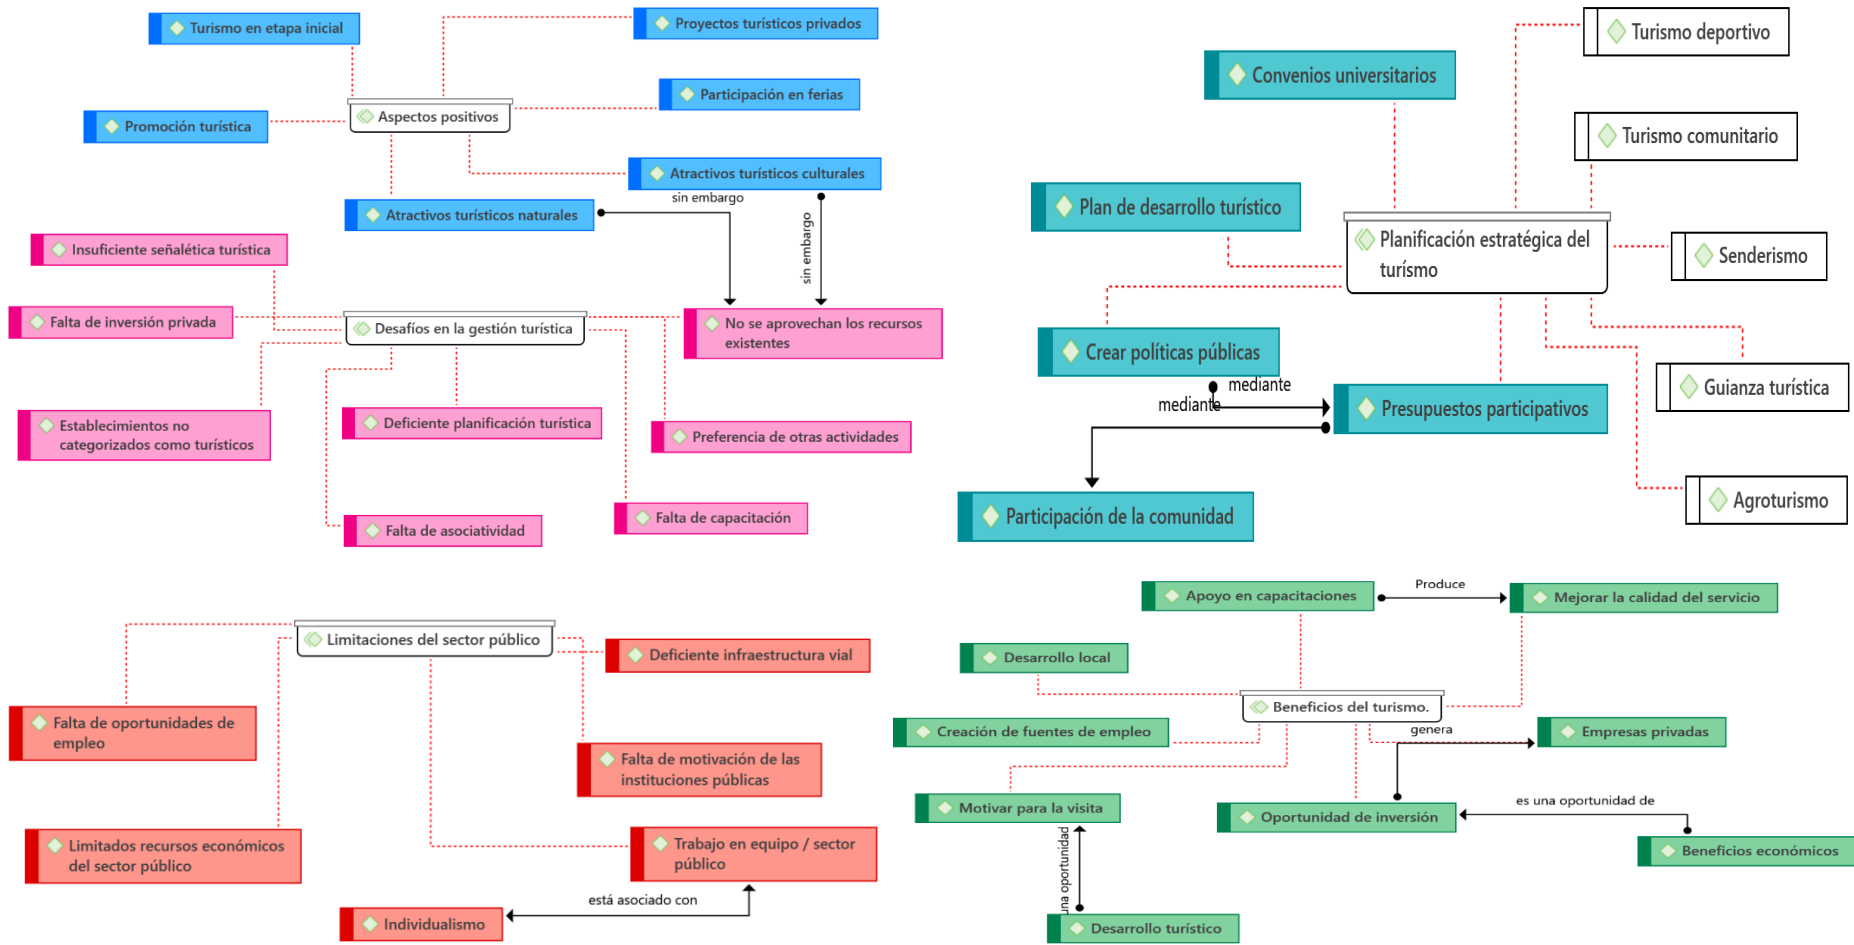 Turismo en etapa inicial
Proyectos turísticos privados
Participación en ferias
Aspectos positivos
Promoción turística
Atractivos turísticos culturales
sin embargo
Atractivos turísticos naturales
sin embargo
Insuficiente señalética turística
Falta de inversión privada
Desafíos en la gestión turística
No se aprovechan los recursos
existentes
Establecimientos no
categorizados como turísticos
Deficiente planificación turística
Preferencia de otras actividades
Falta de asociatividad
Falta de capacitación
Turismo deportivo
Convenios universitarios
Turismo comunitario
Plan de desarrollo turístico
Planificación estratégica del
turísmo
Senderismo
Crear políticas públicas
mediante
mediante
Presupuestos participativos
Guianza turística
Participación de la comunidad
Agroturismo
Limitaciones del sector público
Deficiente infraestructura vial
Falta de oportunidades de
empleo
Falta de motivación de las
instituciones públicas
Limitados recursos económicos
del sector público
Trabajo en equipo / sector
público
está asociado con
Individualismo
Apoyo en capacitaciones
Produce
Mejorar la calidad del servicio
Desarrollo local
Beneficios del turismo.
Creación de fuentes de empleo
genera
Empresas privadas
Motivar para la visita
Oportunidad de inversión
es una oportunidad de
Beneficios económicos
una oportunidad
Desarrollo turístico